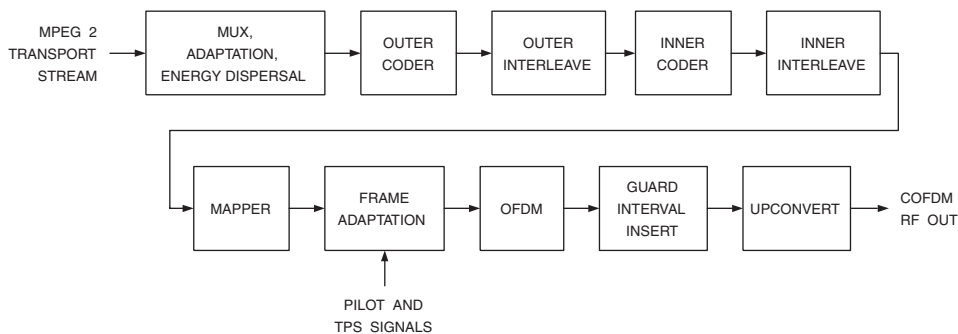 MPEG 2
TRANSPORT
STREAM
MUX,
ADAPTATION,
ENERGY DISPERSAL
OUTER
CODER
OUTER
INTERLEAVE
INNER
CODER
INNER
INTERLEAVE
MAPPER
FRAME
ADAPTATION
OFDM
GUARD
INTERVAL
INSERT
UPCONVERT
COFDM
RF OUT
PILOT AND
TPS SIGNALS